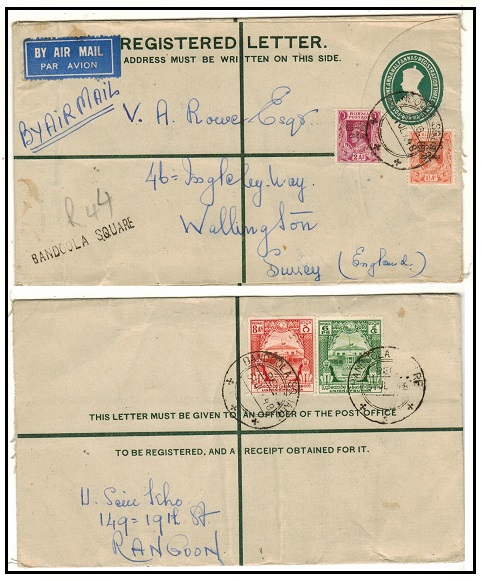 BY AIR MAIL
PAR AVION
REGISTERED LETTER.
ADDRESS MUST BE WRITTEN ON THIS SIDE.
BY AIR MAIL
V. A. Rowe Esqr
46= Ingleby Way.
Wallington
Surrey (England)
R 44
BANDOOLA SQUARE
8AS
THIS LETTER MUST BE GIVEN TO AN OFFICER OF THE POST OFFICE
TO BE REGISTERED, AND A RECEIPT OBTAINED FOR IT.
U. Sein Kho
149= 19th St.
RANGOON